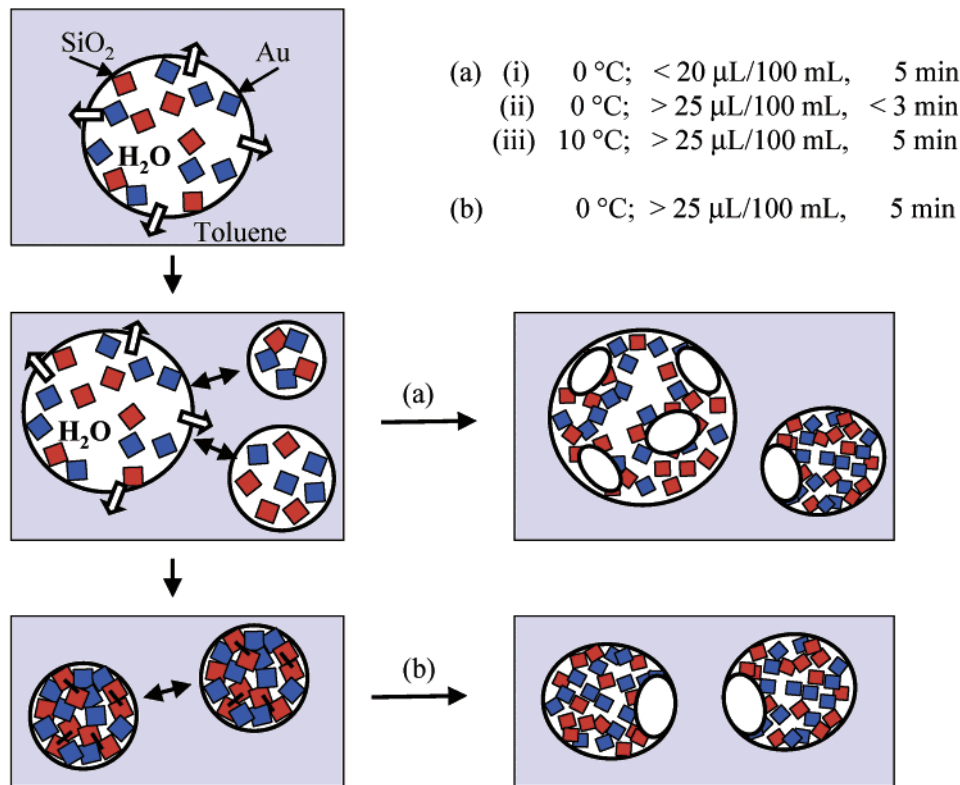 SiO₂
Au
H₂O
Toluene
(a) (i) 0 °C; < 20 μL/100 mL, 5 min
(ii) 0 °C; > 25 μL/100 mL, < 3 min
(iii) 10 °C; > 25 μL/100 mL, 5 min
(b) 0 °C; > 25 μL/100 mL, 5 min
H₂O
(a)
(b)